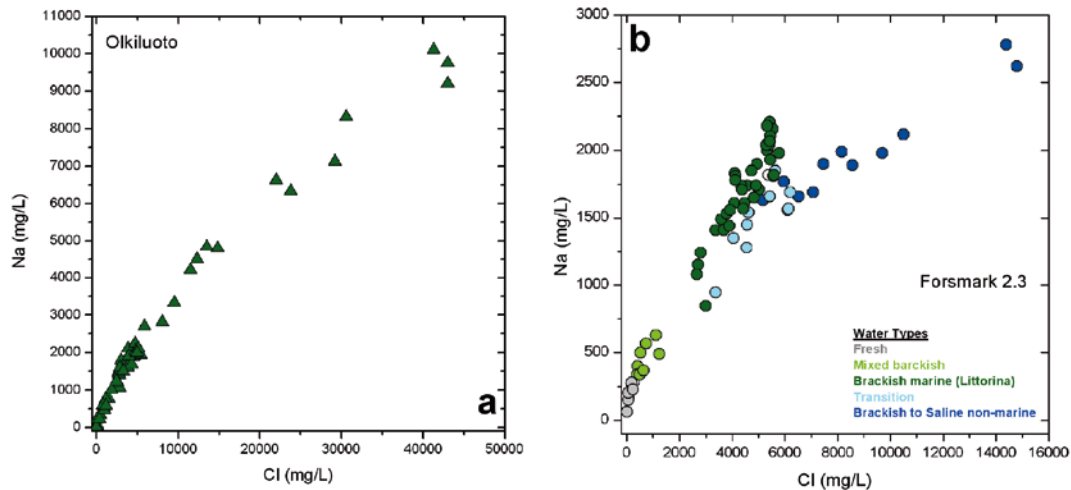 Olkiluoto
11000
10000
9000
8000
7000
6000
5000
4000
3000
2000
1000
0
Na (mg/L)
0 10000 20000 30000 40000 50000
Cl (mg/L)
a
b
3000
2500
2000
1500
1000
500
0
Na (mg/L)
Forsmark 2.3
Water Types
Fresh
Mixed barckish
Brackish marine (Littorina)
Transition
Brackish to Saline non-marine
0 2000 4000 6000 8000 10000 12000 14000 16000
Cl (mg/L)